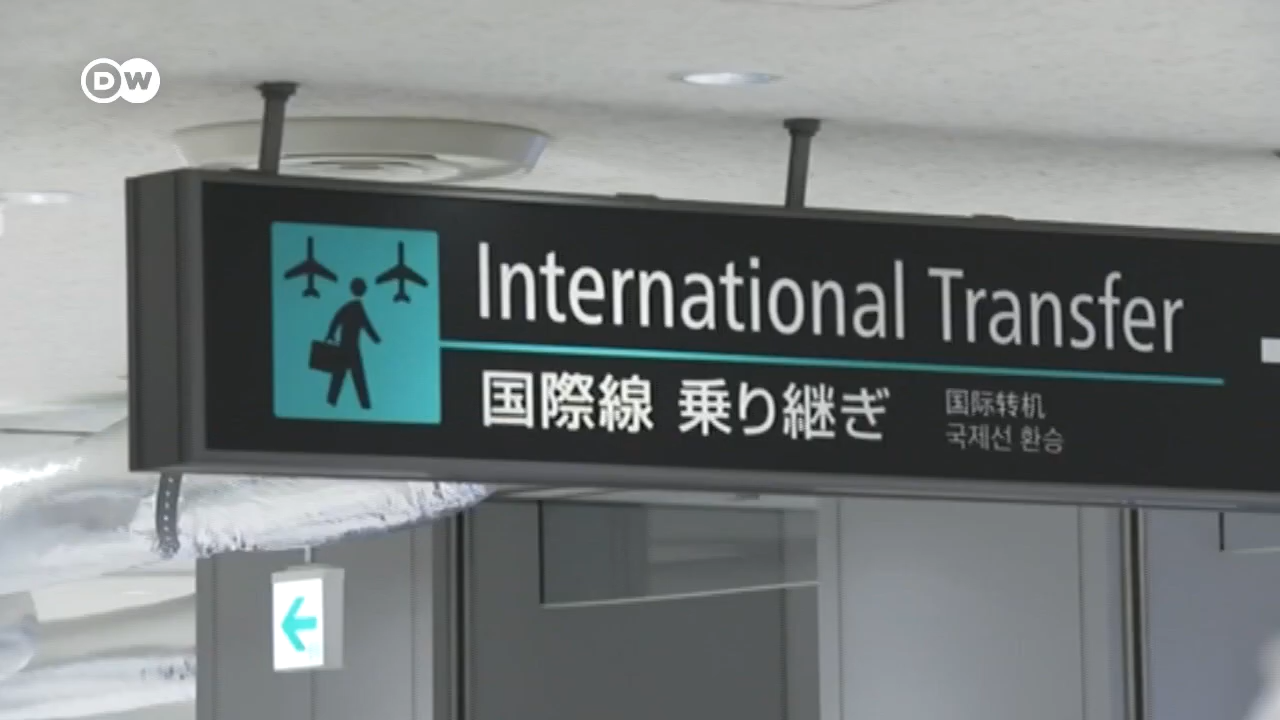 DW
International Transfer
国際線 乗り継ぎ
国际转机
국제선 환승